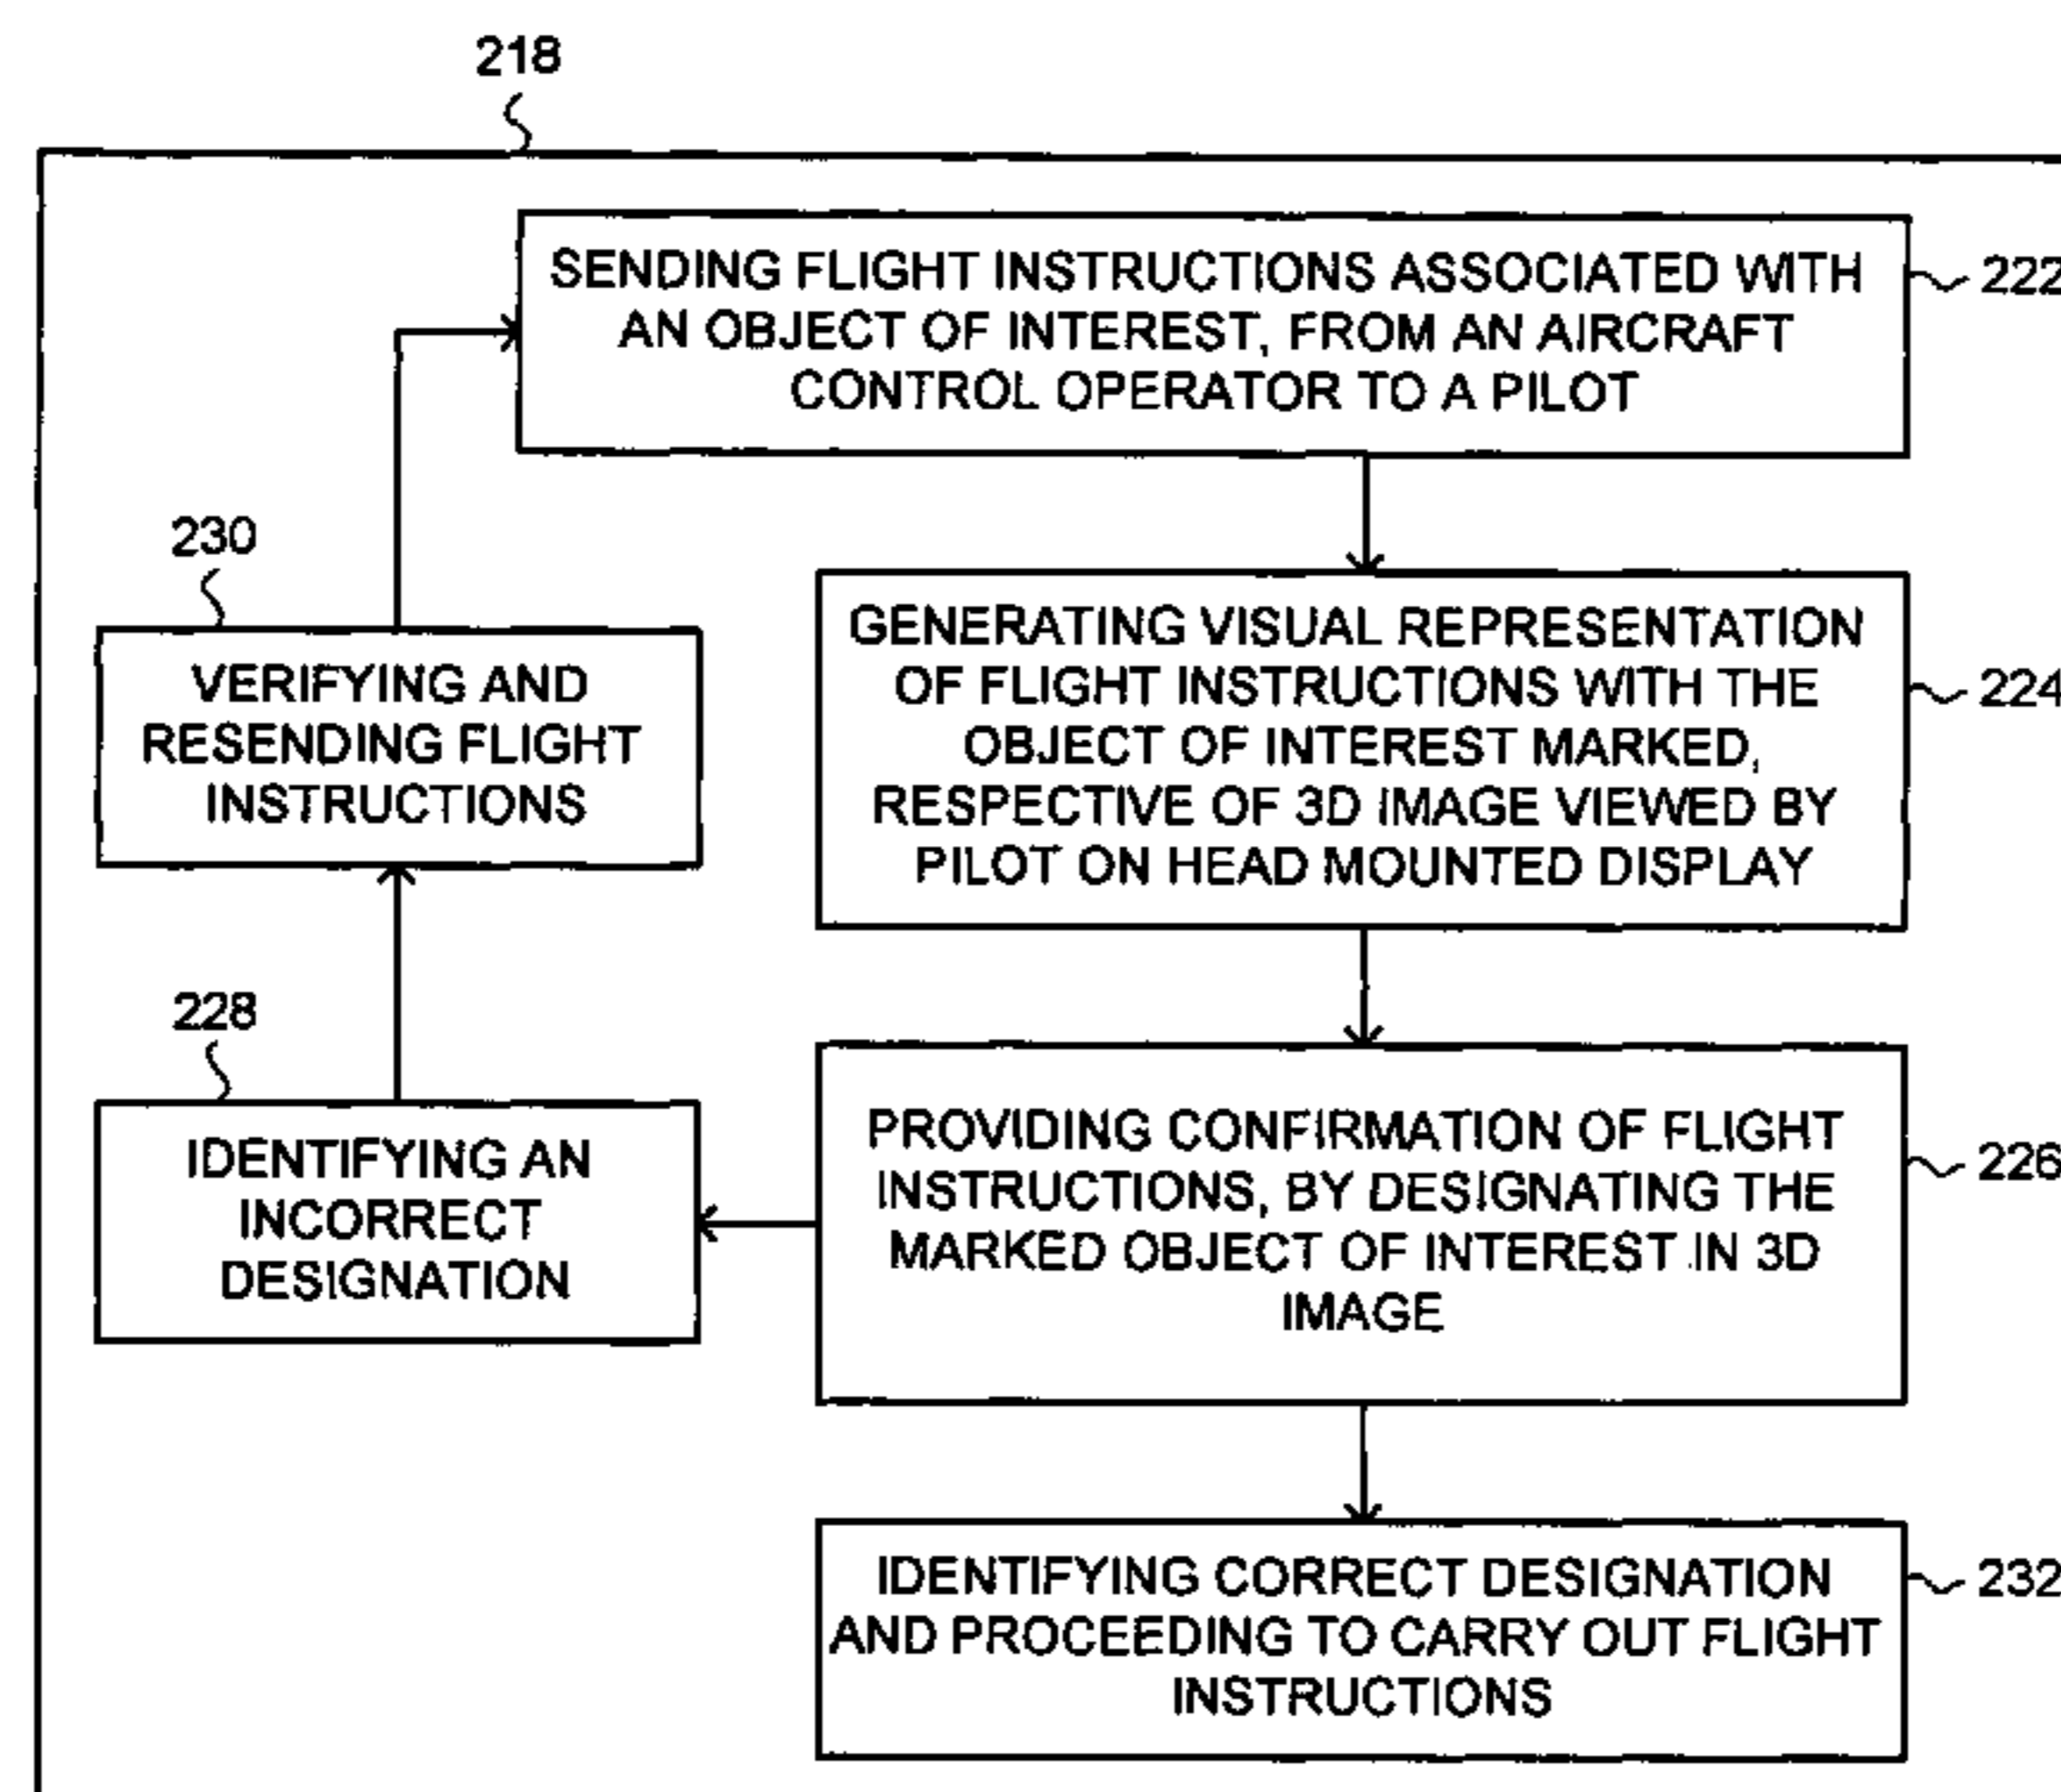 218
SENDING FLIGHT INSTRUCTIONS ASSOCIATED WITH
AN OBJECT OF INTEREST, FROM AN AIRCRAFT
CONTROL OPERATOR TO A PILOT
222
230
VERIFYING AND
RESENDING FLIGHT
INSTRUCTIONS
GENERATING VISUAL REPRESENTATION
OF FLIGHT INSTRUCTIONS WITH THE
OBJECT OF INTEREST MARKED,
RESPECTIVE OF 3D IMAGE VIEWED BY
PILOT ON HEAD MOUNTED DISPLAY
224
228
IDENTIFYING AN
INCORRECT
DESIGNATION
PROVIDING CONFIRMATION OF FLIGHT
INSTRUCTIONS, BY DESIGNATING THE
MARKED OBJECT OF INTEREST IN 3D
IMAGE
226
IDENTIFYING CORRECT DESIGNATION
AND PROCEEDING TO CARRY OUT FLIGHT
INSTRUCTIONS
232